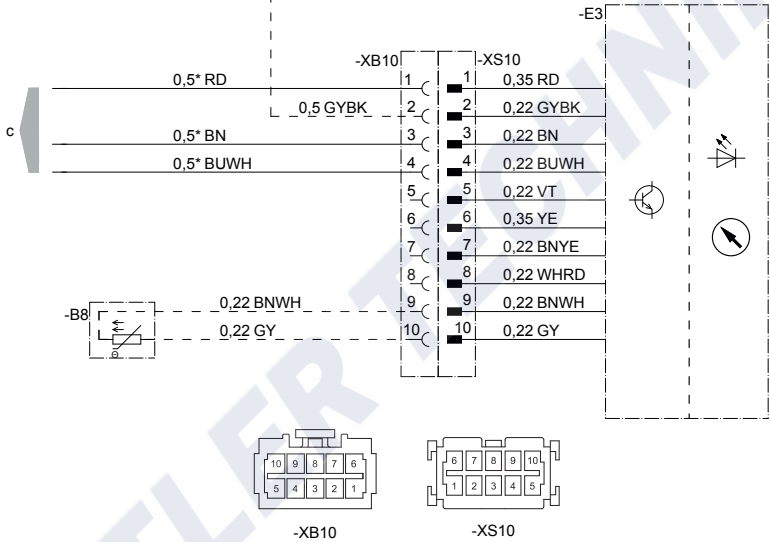 -E3
-XB10 -XS10
0,5* RD 1 1 0,35 RD
0,5 GYBK 2 2 0,22 GYBK
c
0,5* BN 3 3 0,22 BN
0,5* BUWH 4 4 0,22 BUWH
5 5 0,22 VT
6 6 0,35 YE
7 7 0,22 BNYE
8 8 0,22 WHRD
-B8 0,22 BNWH 9 9 0,22 BNWH
0,22 GY 10 10 0,22 GY
10 9 8 7 6
5 4 3 2 1
6 7 8 9 10
1 2 3 4 5
-XB10
-XS10
TLER TECHNI